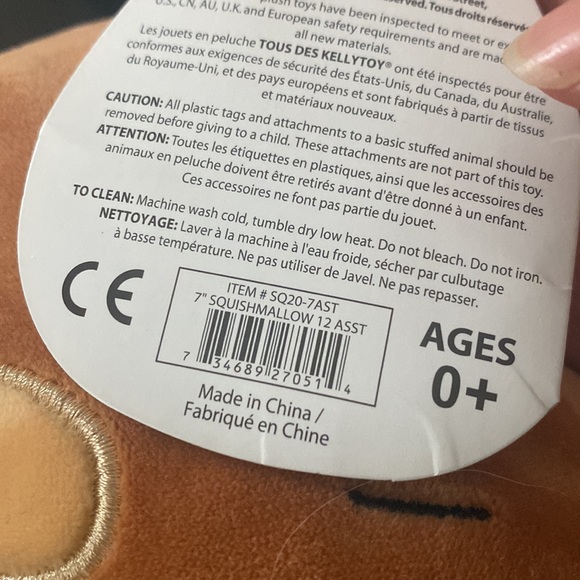 Street,
served. Tous droits réservés
plush toys have been inspected to meet or ex
U.S., CN, AU, U.K. and European safety requirements and are mad
all new materials.
Les jouets en peluche TOUS DES KELLYTOY® ont été inspectés pour être
conformes aux exigences de sécurité des États-Unis, du Canada, du Australie,
du Royaume-Uni, et des pays européens et sont fabriqués à partir de tissus
et matériaux nouveaux.
CAUTION: All plastic tags and attachments to a basic stuffed animal should be
removed before giving to a child. These attachments are not part of this toy.
ATTENTION: Toutes les étiquettes en plastiques, ainsi que les accessoires des
animaux en peluche doivent être retirés avant d'être donné à un enfant.
Ces accessoires ne font pas partie du jouet.
TO CLEAN: Machine wash cold, tumble dry low heat. Do not bleach. Do not iron.
NETTOYAGE: Laver à la machine à l'eau froide, sécher par culbutage
à basse température. Ne pas utiliser de Javel. Ne pas repasser.
CE
ITEM # SQ20-7AST
7" SQUISHMALLOW 12 ASST
7 34689 27051 4
AGES
0+
Made in China /
Fabriqué en Chine